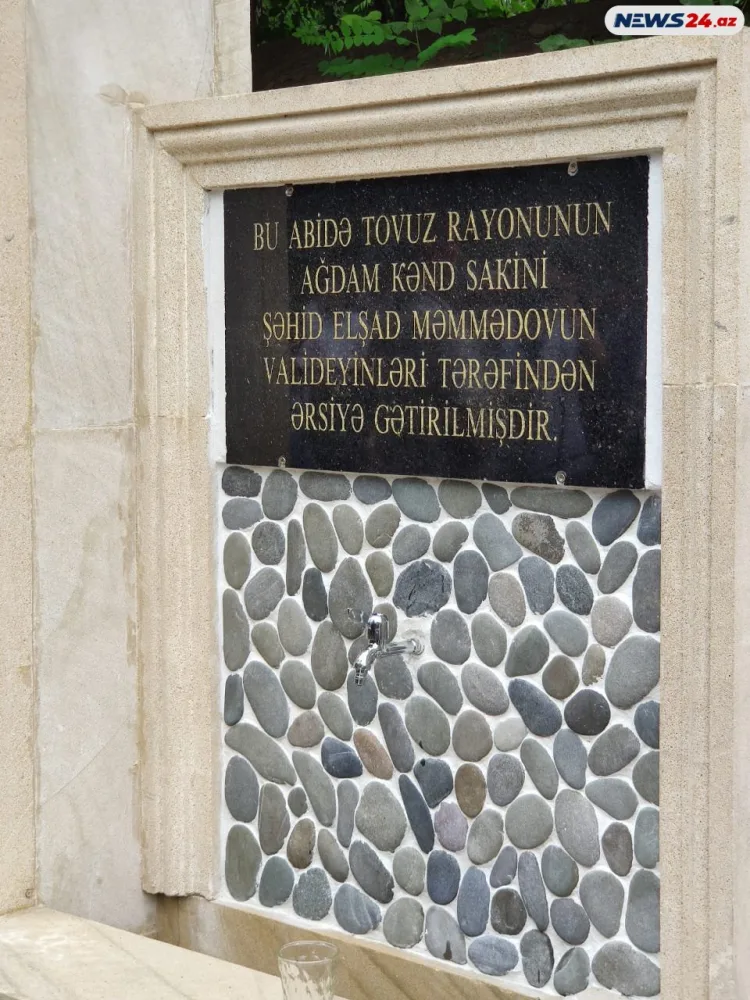 NEWS24.az
BU ABİDƏ TOVUZ RAYONUNUN
AĞDAM KƏND SAKİNİ
ŞƏHİD ELŞAD MƏMMƏDOVUN
VALİDEYİNLƏRİ TƏRƏFİNDƏN
ƏRSİYƏ GƏTİRİLMİŞDİR.